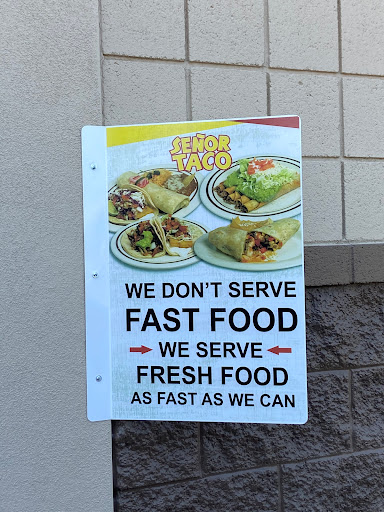 SEÑOR
TACO
WE DON'T SERVE
FAST FOOD
WE SERVE
FRESH FOOD
AS FAST AS WE CAN